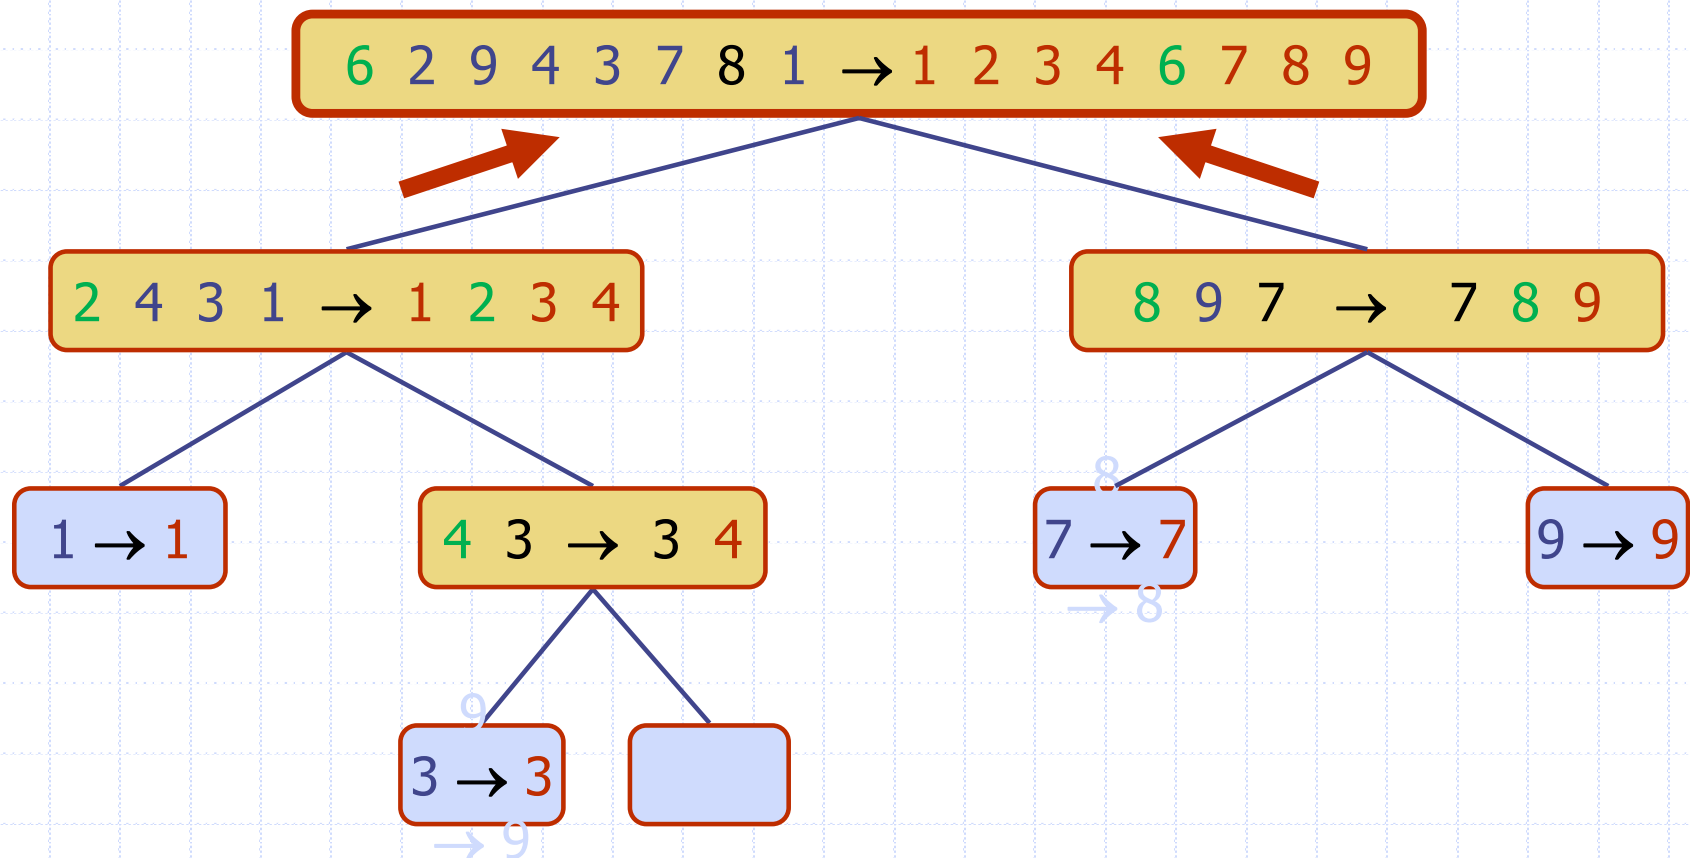 6 2 9 4 3 7 8 1 → 1 2 3 4 6 7 8 9
2 4 3 1 → 1 2 3 4
8 9 7 → 7 8 9
1 → 1
4 3 → 3 4
8
7 → 7
→ 8
9 → 9
9
3 → 3
→ 9